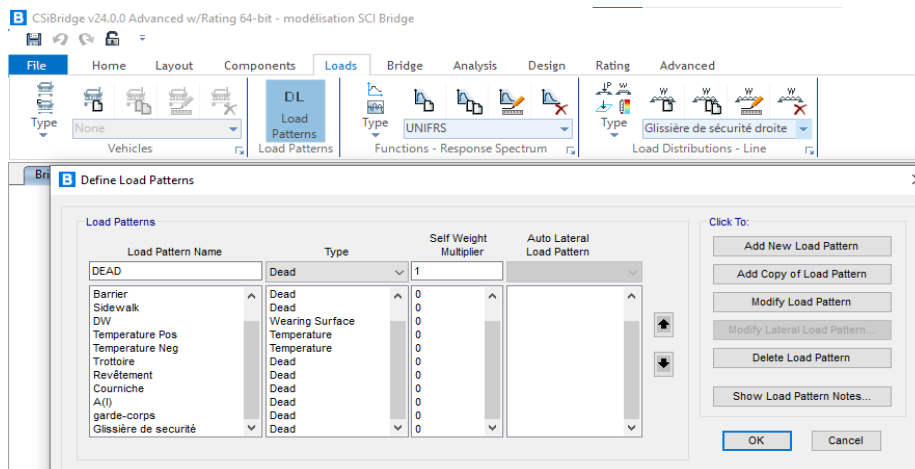 CSiBridge v24.0.0 Advanced w/Rating 64-bit - modélisation SCI Bridge
File Home Layout Components Loads Bridge Analysis Design Rating Advanced
Type
None
Vehicles
DL
Load
Patterns
Load Patterns
Type
UNIFRS
Functions - Response Spectrum
Type
Glissière de sécurité droite
Load Distributions - Line
Bri
Define Load Patterns
Load Patterns
Load Pattern Name Type Self Weight Multiplier Auto Lateral Load Pattern
DEAD Dead 1
Barrier Dead 0
Sidewalk Dead 0
DW Wearing Surface 0
Temperature Pos Temperature 0
Temperature Neg Temperature 0
Trottoire Dead 0
Revêtement Dead 0
Courniche Dead 0
A(l) Dead 0
garde-corps Dead 0
Glissière de securité Dead 0
Click To:
Add New Load Pattern
Add Copy of Load Pattern
Modify Load Pattern
Modify Lateral Load Pattern...
Delete Load Pattern
Show Load Pattern Notes...
OK Cancel